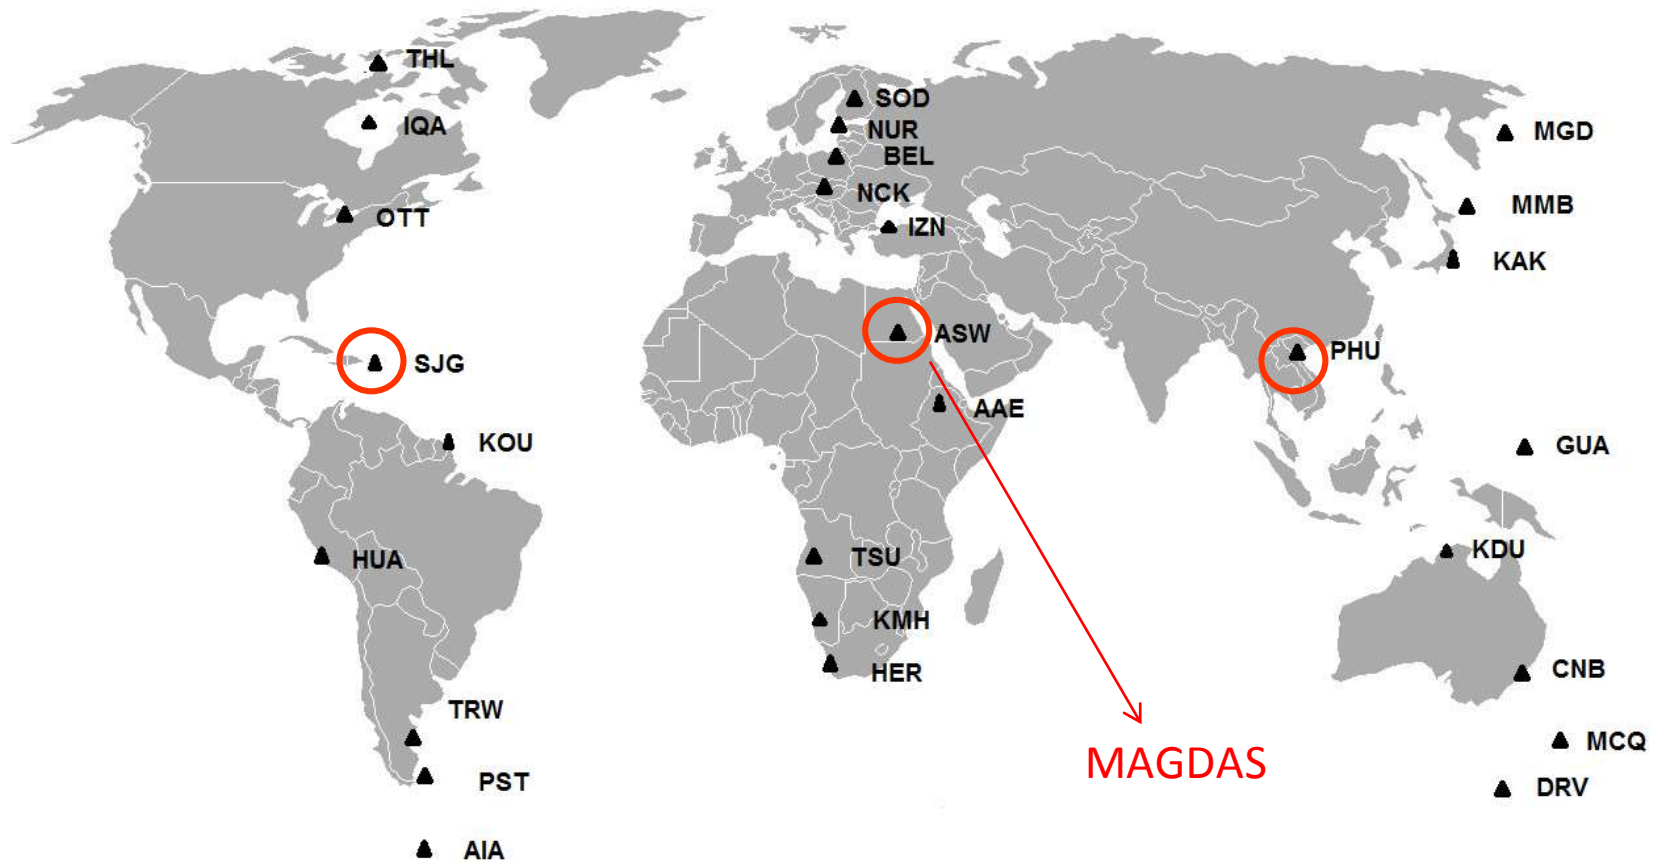 THL
SOD
IQA
NUR
MGD
BEL
NCK
MMB
OTT
IZN
KAK
ASW
PHU
SJG
AAE
KOU
GUA
HUA
TSU
KDU
KMH
HER
CNB
TRW
MCQ
MAGDAS
PST
DRV
AIA